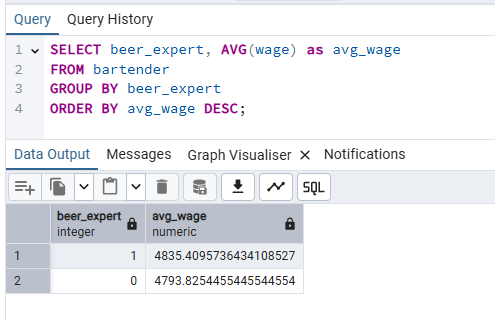 Query Query History
1 SELECT beer_expert, AVG(wage) as avg_wage
2 FROM bartender
3 GROUP BY beer_expert
4 ORDER BY avg_wage DESC;
Data Output Messages Graph Visualiser Notifications
SQL
beer_expert avg_wage
integer numeric
1 1 4835.4095736434108527
2 0 4793.8254455445544554